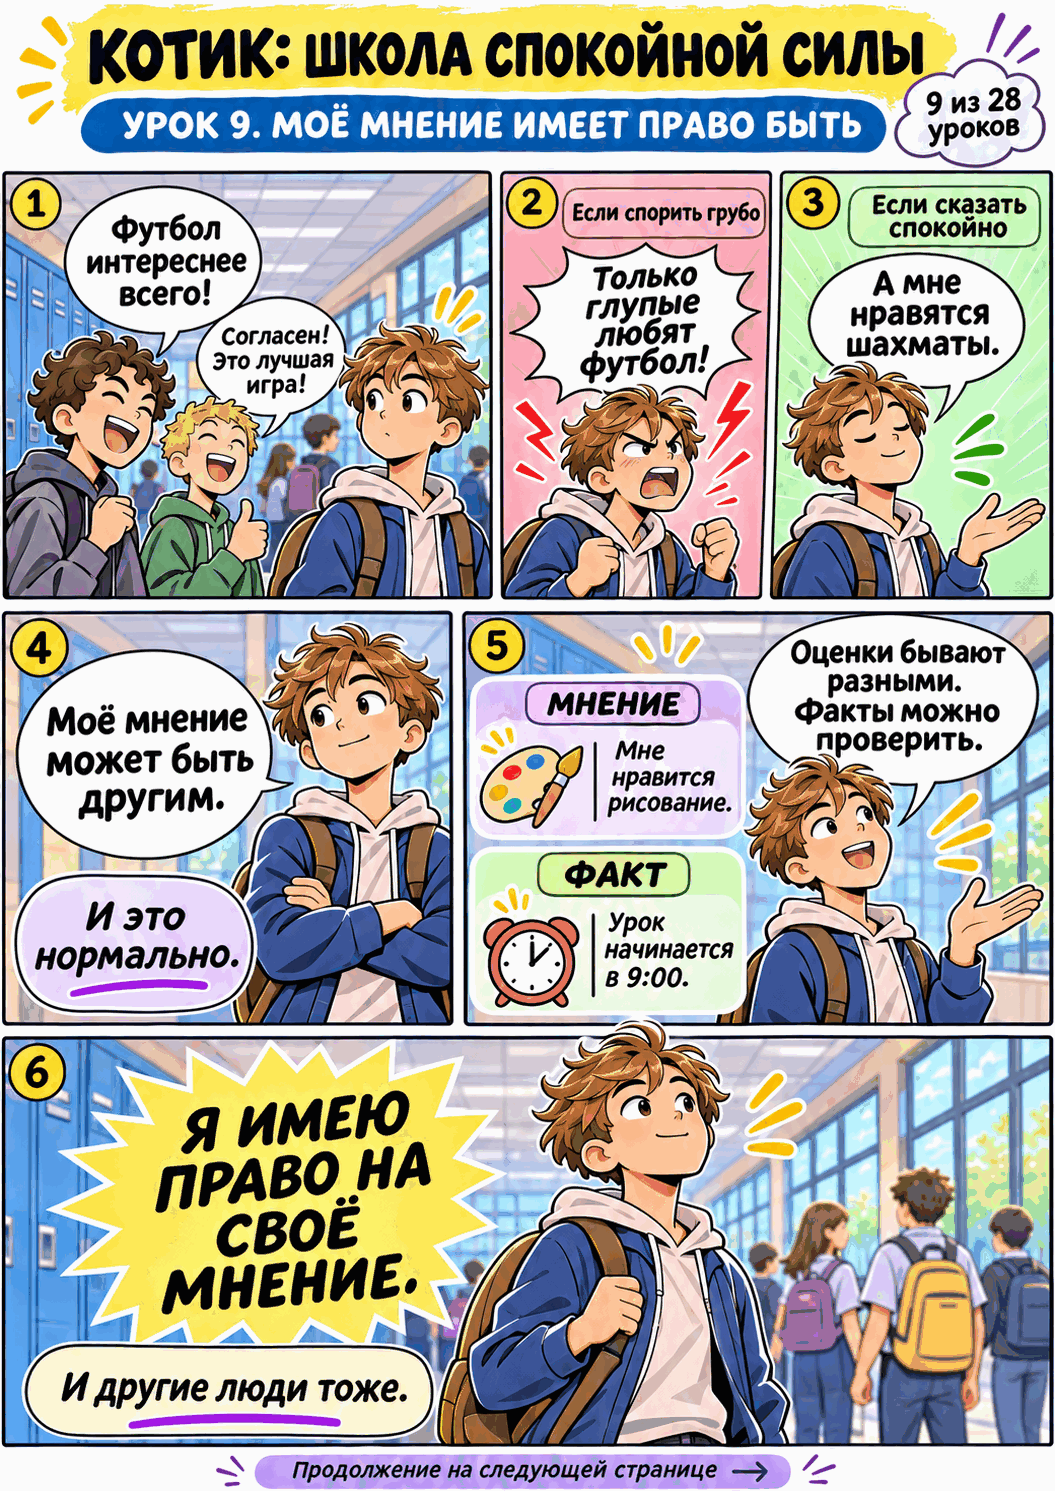 КОТИК: ШКОЛА СПОКОЙНОЙ СИЛЫ
УРОК 9. МОЁ МНЕНИЕ ИМЕЕТ ПРАВО БЫТЬ
9 из 28
уроков
1
Футбол
интереснее
всего!
Согласен!
Это лучшая
игра!
2
Если спорить грубо
Только
глупые
любят
футбол!
3
Если сказать
спокойно
А мне
нравятся
шахматы.
4
Моё мнение
может быть
другим.
И это
нормально.
5
МНЕНИЕ
Мне
нравится
рисование.
ФАКТ
Урок
начинается
в 9:00.
Оценки бывают
разными.
Факты можно
проверить.
6
Я ИМЕЮ
ПРАВО НА
СВОЁ
МНЕНИЕ.
И другие люди тоже.
Продолжение на следующей странице →